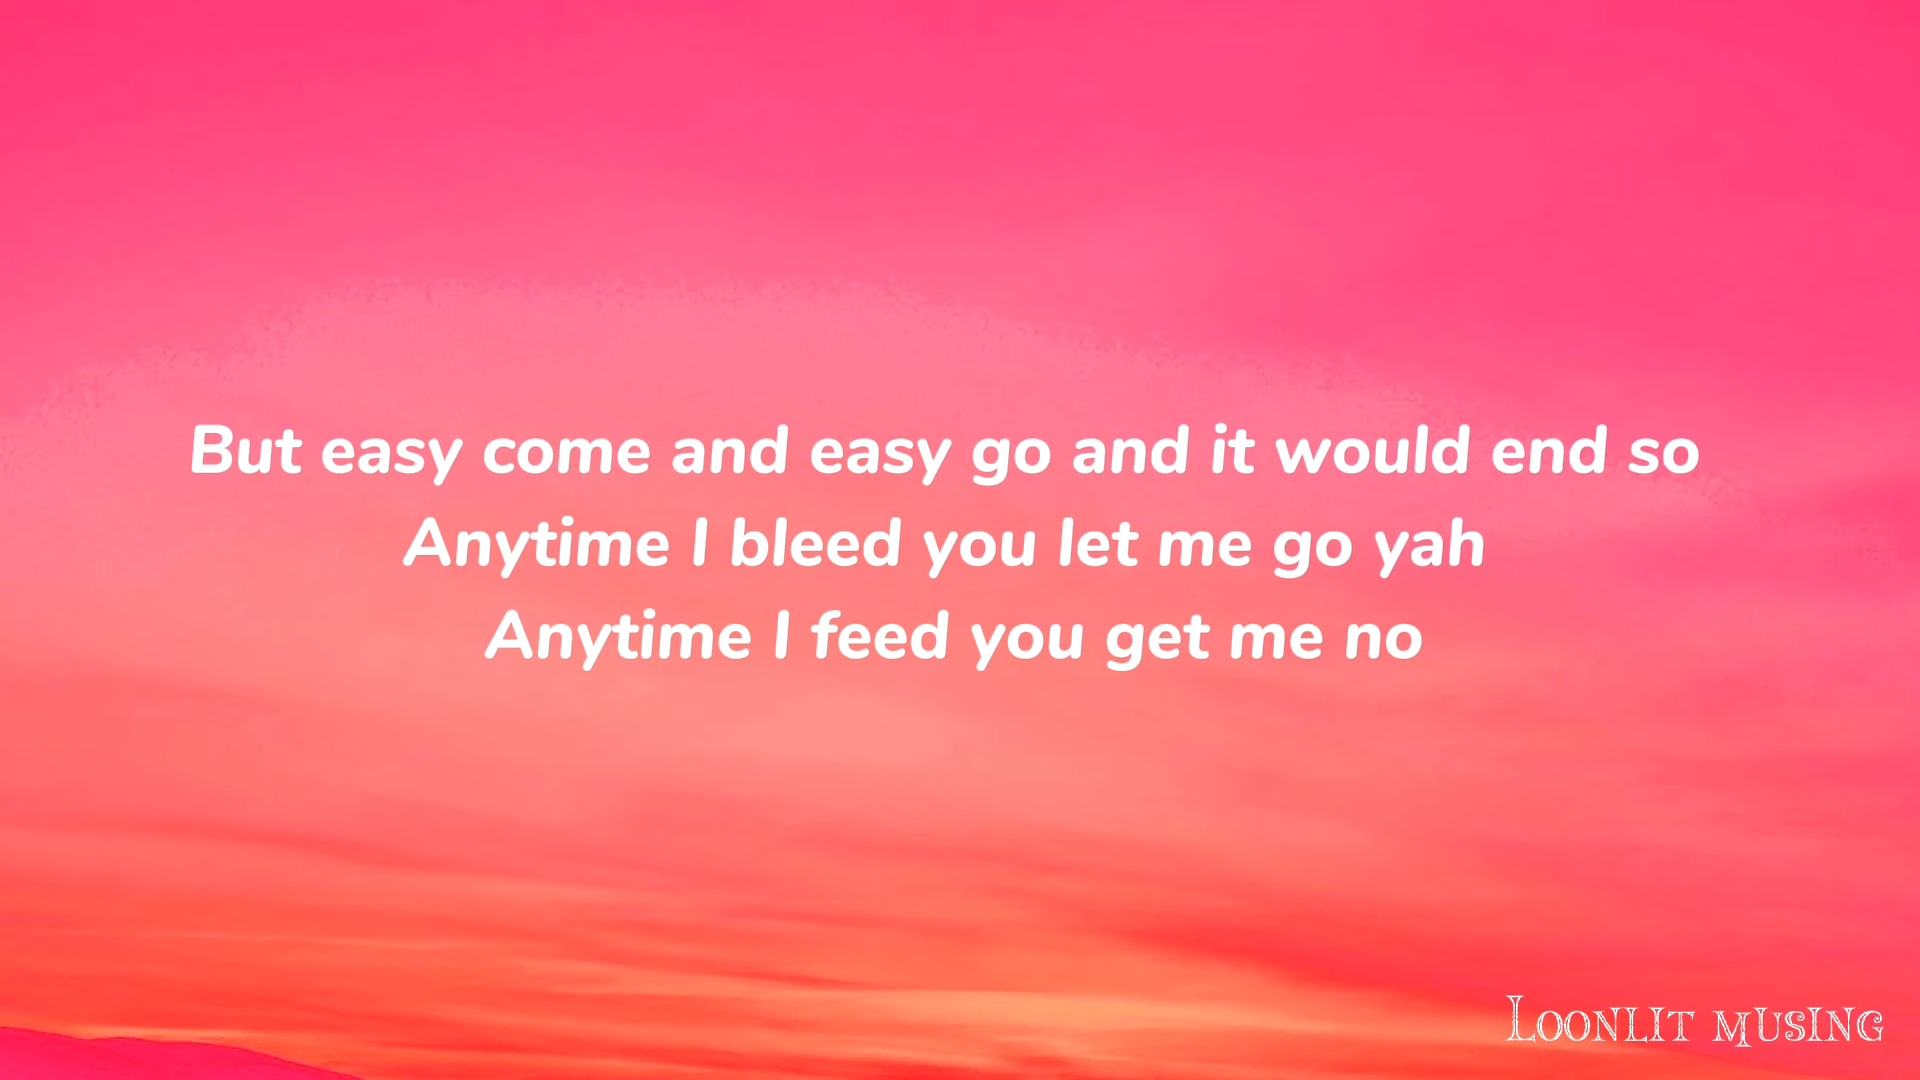 But easy come and easy go and it would end so
Anytime I bleed you let me go yah
Anytime I feed you get me no
Loonlit musing